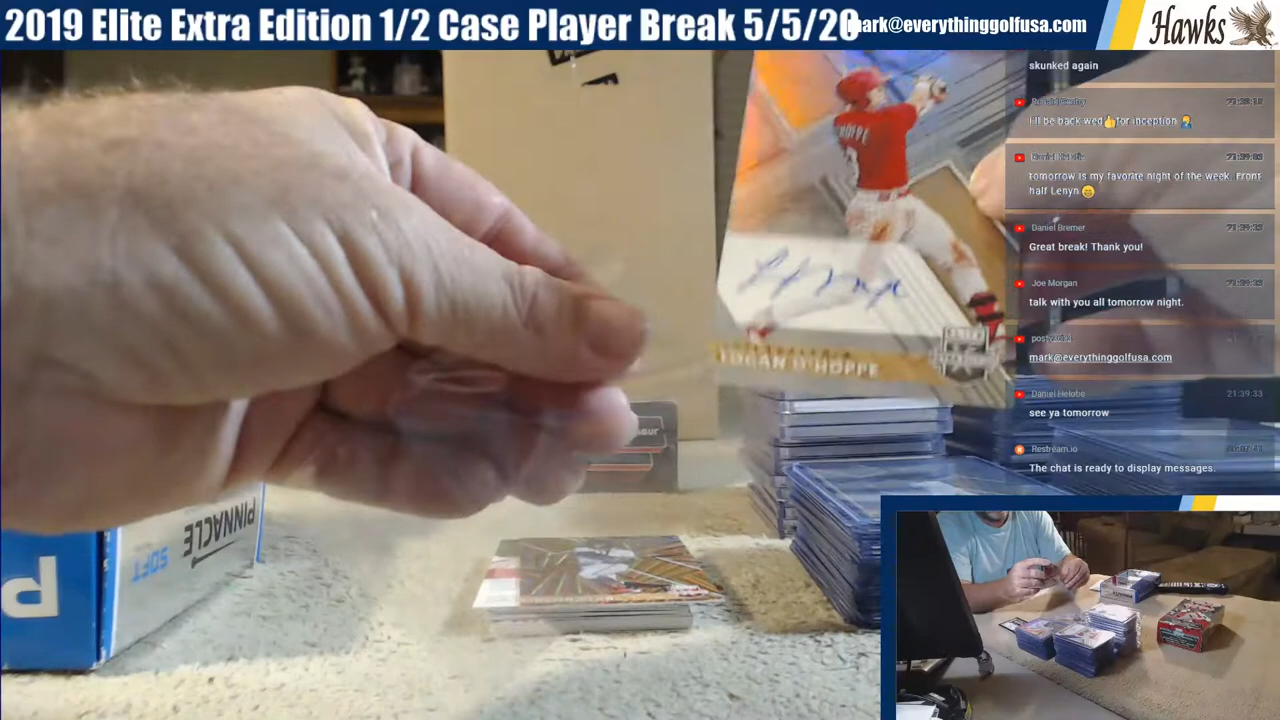 2019 Elite Extra Edition 1/2 Case Player Break 5/5/20
mark@everythinggolfusa.com
Hawks
skunked again
I'll be back wed👍for inception 🤦
tomorrow is my favorite night of the week. Front
half Lenyn 😄
Daniel Bremer
Great break! Thank you!
Joe Morgan
talk with you all tomorrow night.
mark@everythinggolfusa.com
see ya tomorrow
21:39:33
Restream.io
The chat is ready to display messages.
LOGAN O'HOPPE
PINNACLE
SOFT
P